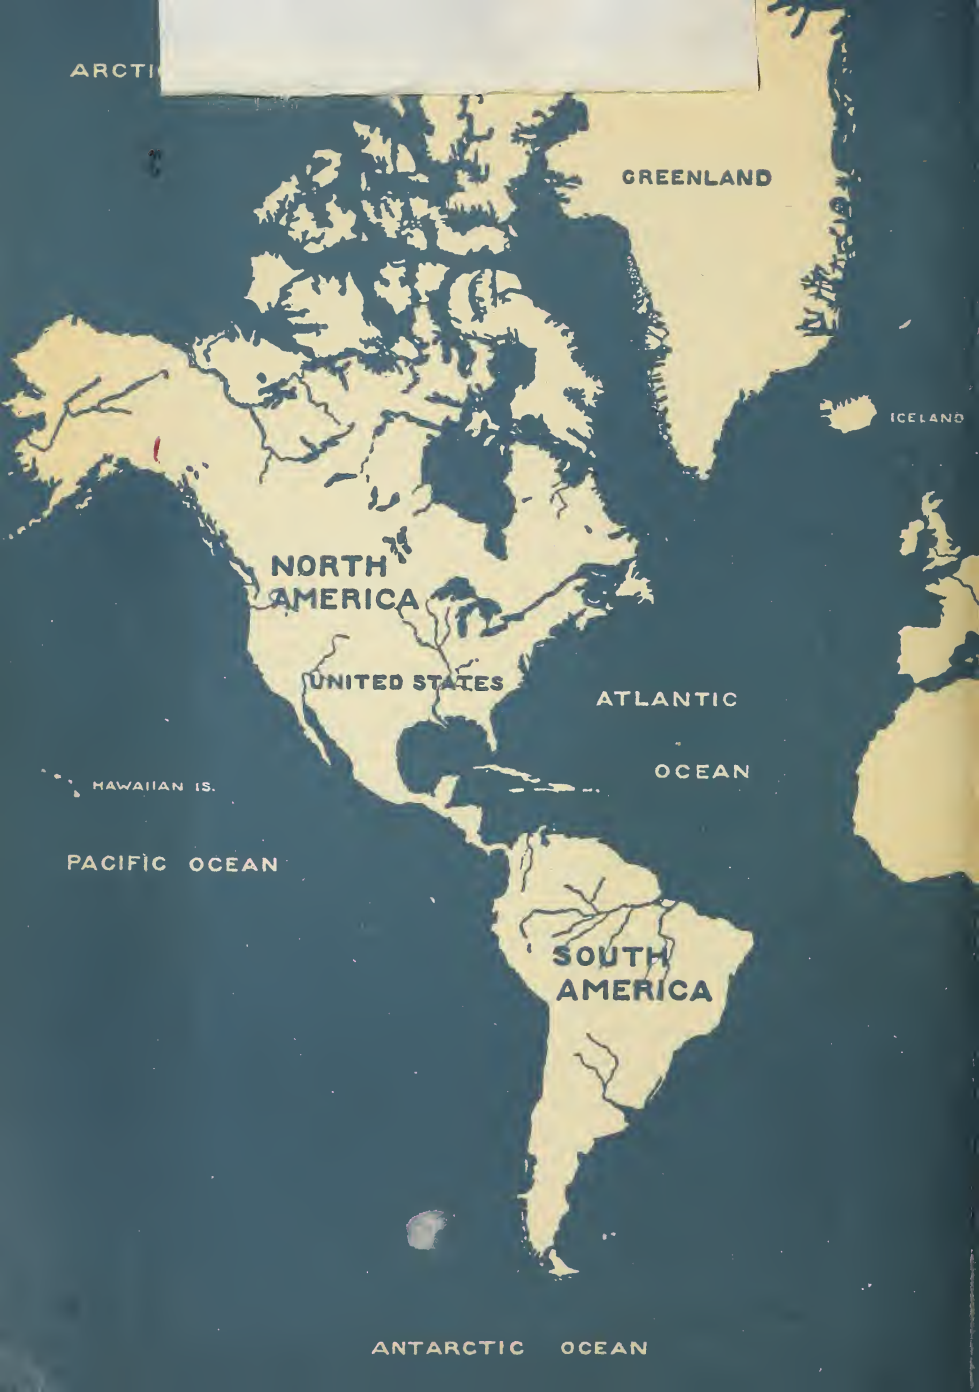 ARCTI
GREENLAND
ICELAND
NORTH
AMERICA
UNITED STATES
ATLANTIC
OCEAN
HAWAIIAN IS.
PACIFIC OCEAN
SOUTH
AMERICA
ANTARCTIC OCEAN